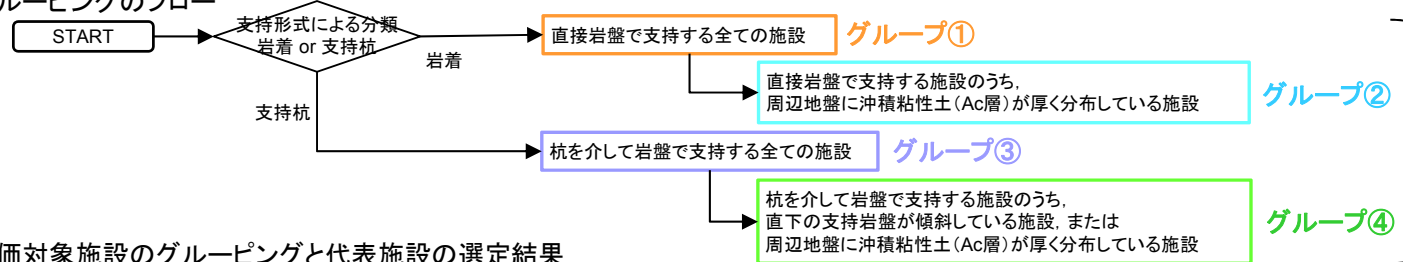 ルーピングのフロー
START
支持形式による分類
岩着 or 支持杭
岩着
支持杭
直接岩盤で支持する全ての施設
グループ①
直接岩盤で支持する施設のうち，
周辺地盤に沖積粘性土（Ac層）が厚く分布している施設
グループ②
杭を介して岩盤で支持する全ての施設
グループ③
杭を介して岩盤で支持する施設のうち，
直下の支持岩盤が傾斜している施設，または
周辺地盤に沖積粘性土（Ac層）が厚く分布している施設
グループ④
価対象施設のグルーピングと代表施設の選定結果